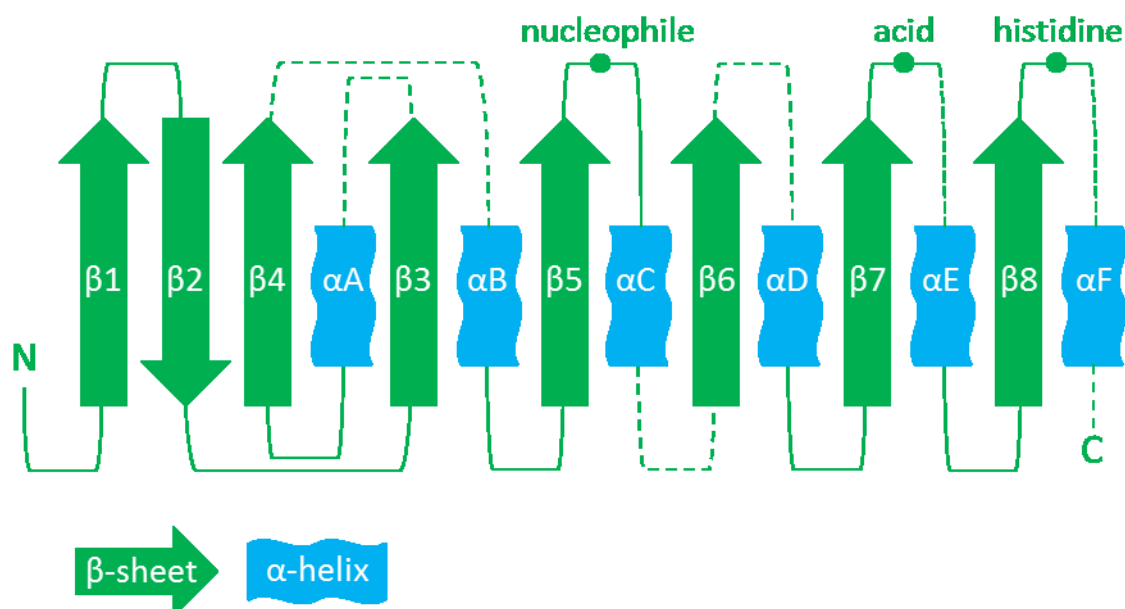 nucleophile acid histidine
β1 β2 β4 αA β3 αB β5 αC β6 αD β7 αE β8 αF
N
C
β-sheet α-helix